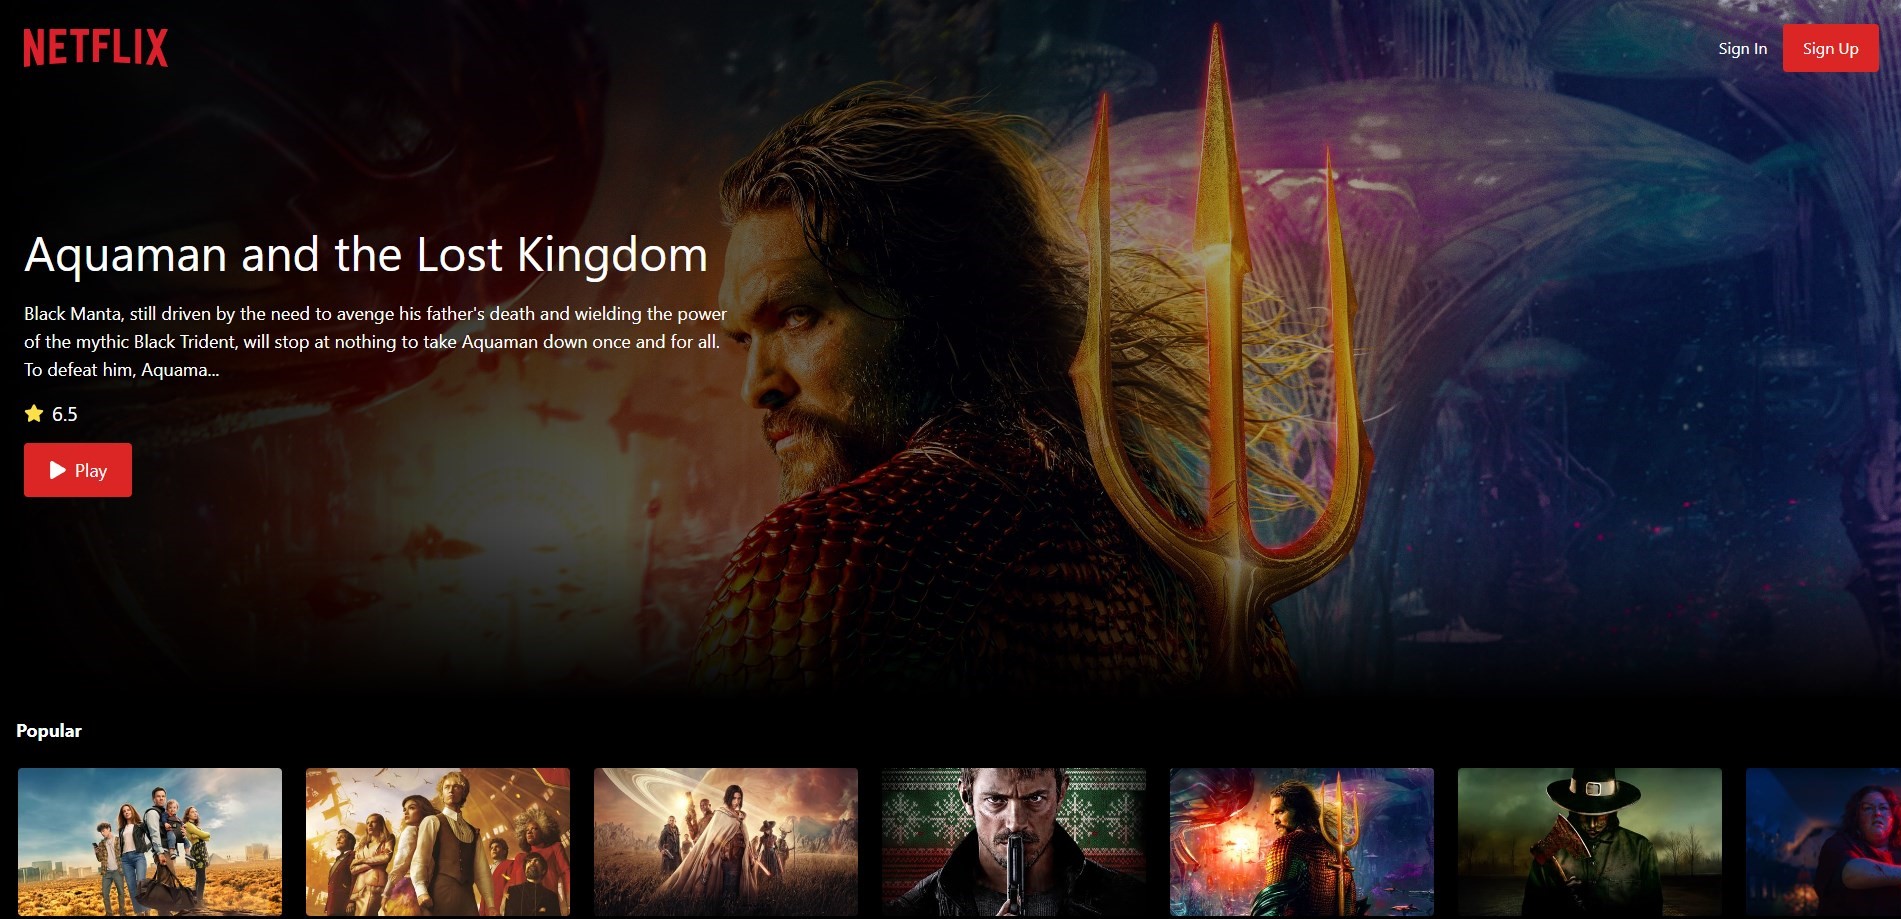 NETFLIX
Sign In
Sign Up
Aquaman and the Lost Kingdom
Black Manta, still driven by the need to avenge his father's death and wielding the power
of the mythic Black Trident, will stop at nothing to take Aquaman down once and for all.
To defeat him, Aquama...
6.5
Play
Popular